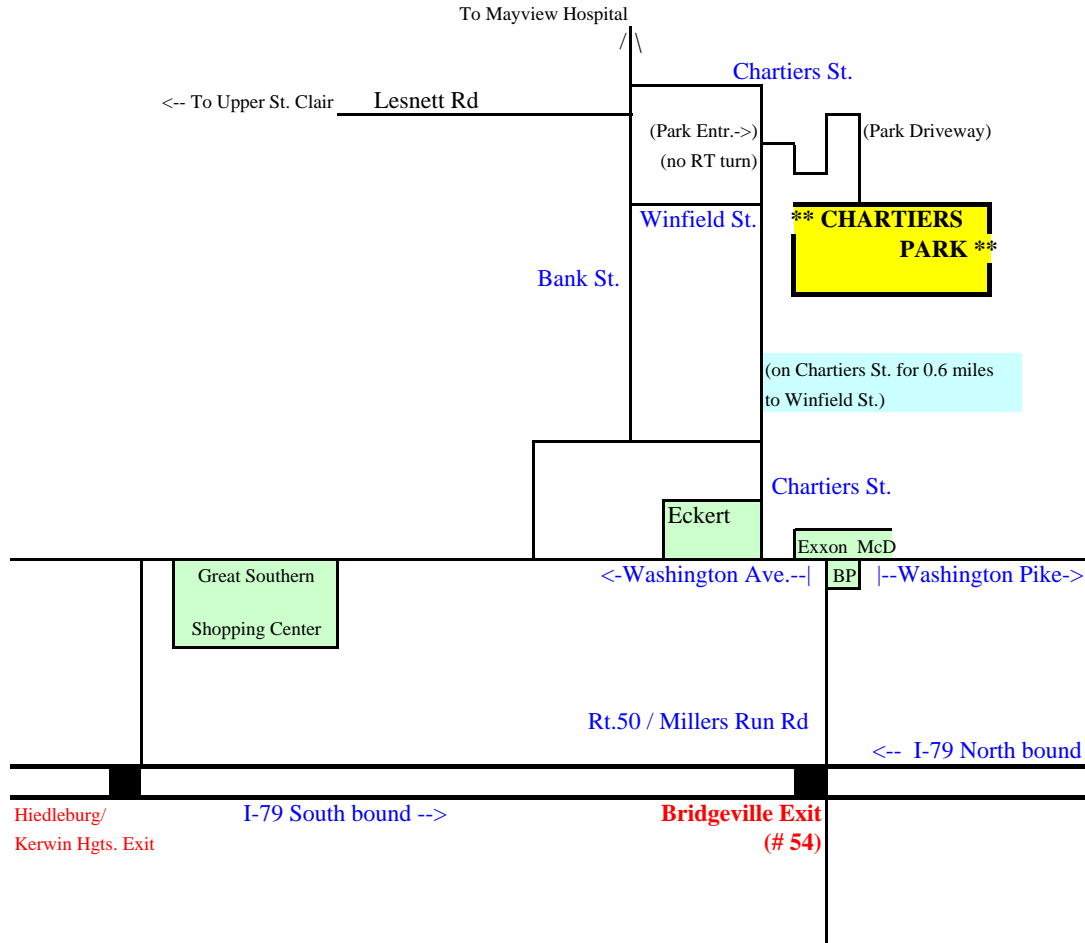 To Mayview Hospital
/ \
Chartiers St.
<-- To Upper St. Clair Lesnett Rd
(Park Entr.->) (Park Driveway)
(no RT turn)
Winfield St. ** CHARTIERS
PARK **
Bank St.
(on Chartiers St. for 0.6 miles
to Winfield St.)
Chartiers St.
Eckert
Exxon McD
Great Southern <-Washington Ave.--| BP |--Washington Pike->
Shopping Center
Rt.50 / Millers Run Rd
<-- I-79 North bound
Hiedleburg/ I-79 South bound --> Bridgeville Exit
Kerwin Hgts. Exit (# 54)